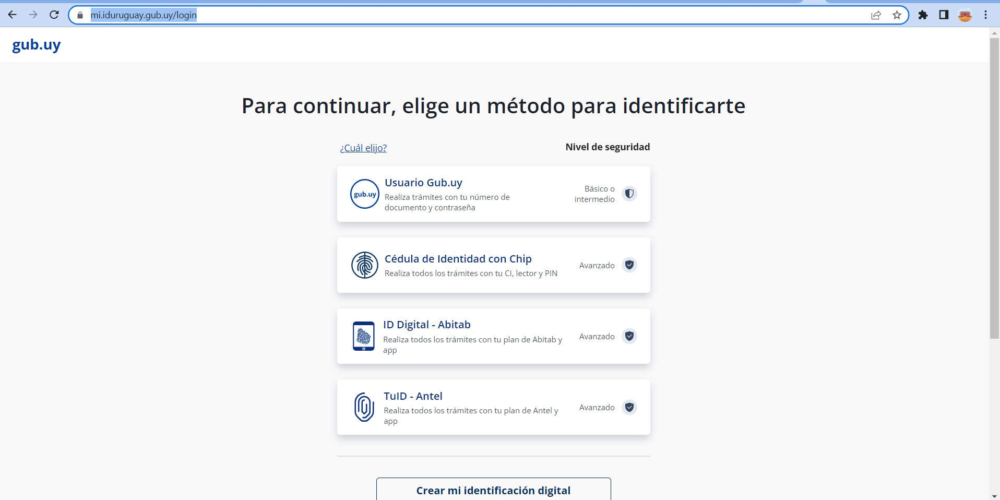 mi.iduruguay.gub.uy/login
gub.uy
Para continuar, elige un método para identificarte
¿Cuál elijo?
Nivel de seguridad
gub.uy
Usuario Gub.uy
Realiza trámites con tu número de
documento y contraseña
Básico o
intermedio
Cédula de Identidad con Chip
Realiza todos los trámites con tu CI, lector y PIN
Avanzado
ID Digital - Abitab
Realiza todos los trámites con tu plan de Abitab y
app
Avanzado
TuID - Antel
Realiza todos los trámites con tu plan de Antel y
app
Avanzado
Crear mi identificación digital